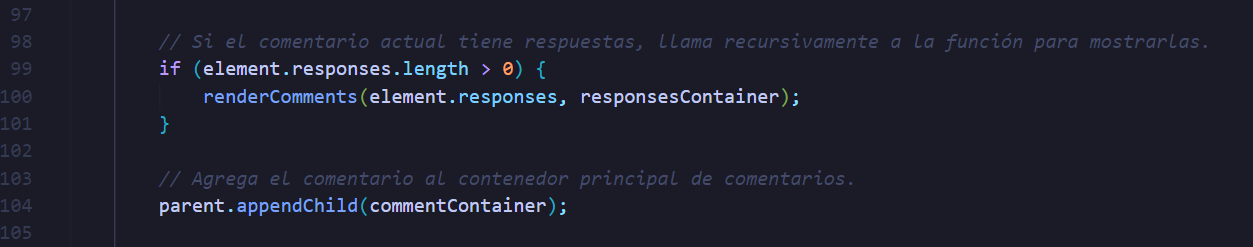 97
98 // Si el comentario actual tiene respuestas, llama recursivamente a la función para mostrarlas.
99 if (element.responses.length > 0) {
100 renderComments(element.responses, responsesContainer);
101 }
102
103 // Agrega el comentario al contenedor principal de comentarios.
104 parent.appendChild(commentContainer);
105